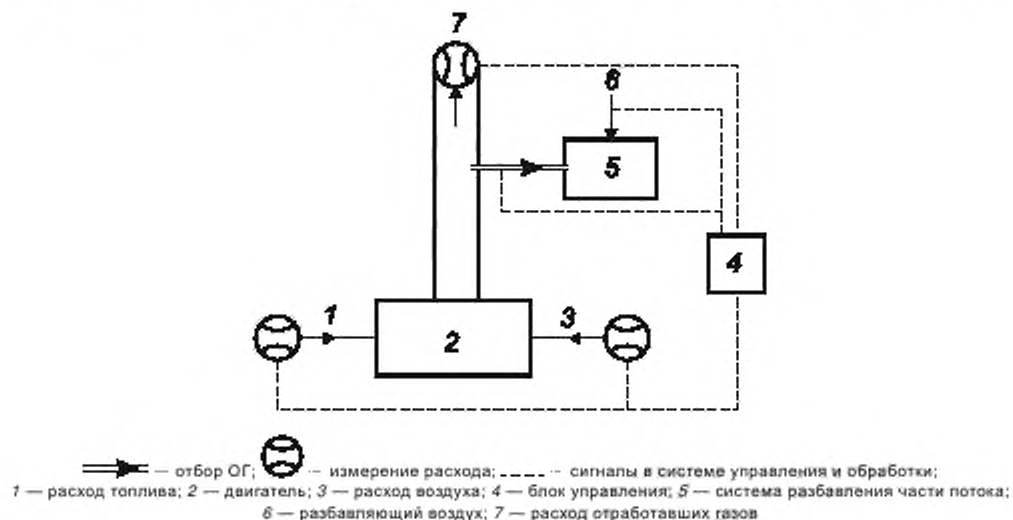 7
6
5
4
1
3
2
— отбор ОГ; — измерение расхода; — сигналы в системе управления и обработки;
1 — расход топлива; 2 — двигатель; 3 — расход воздуха; 4 — блок управления; 5 — система разбавления части потока;
6 — разбавляющий воздух; 7 — расход отработавших газов